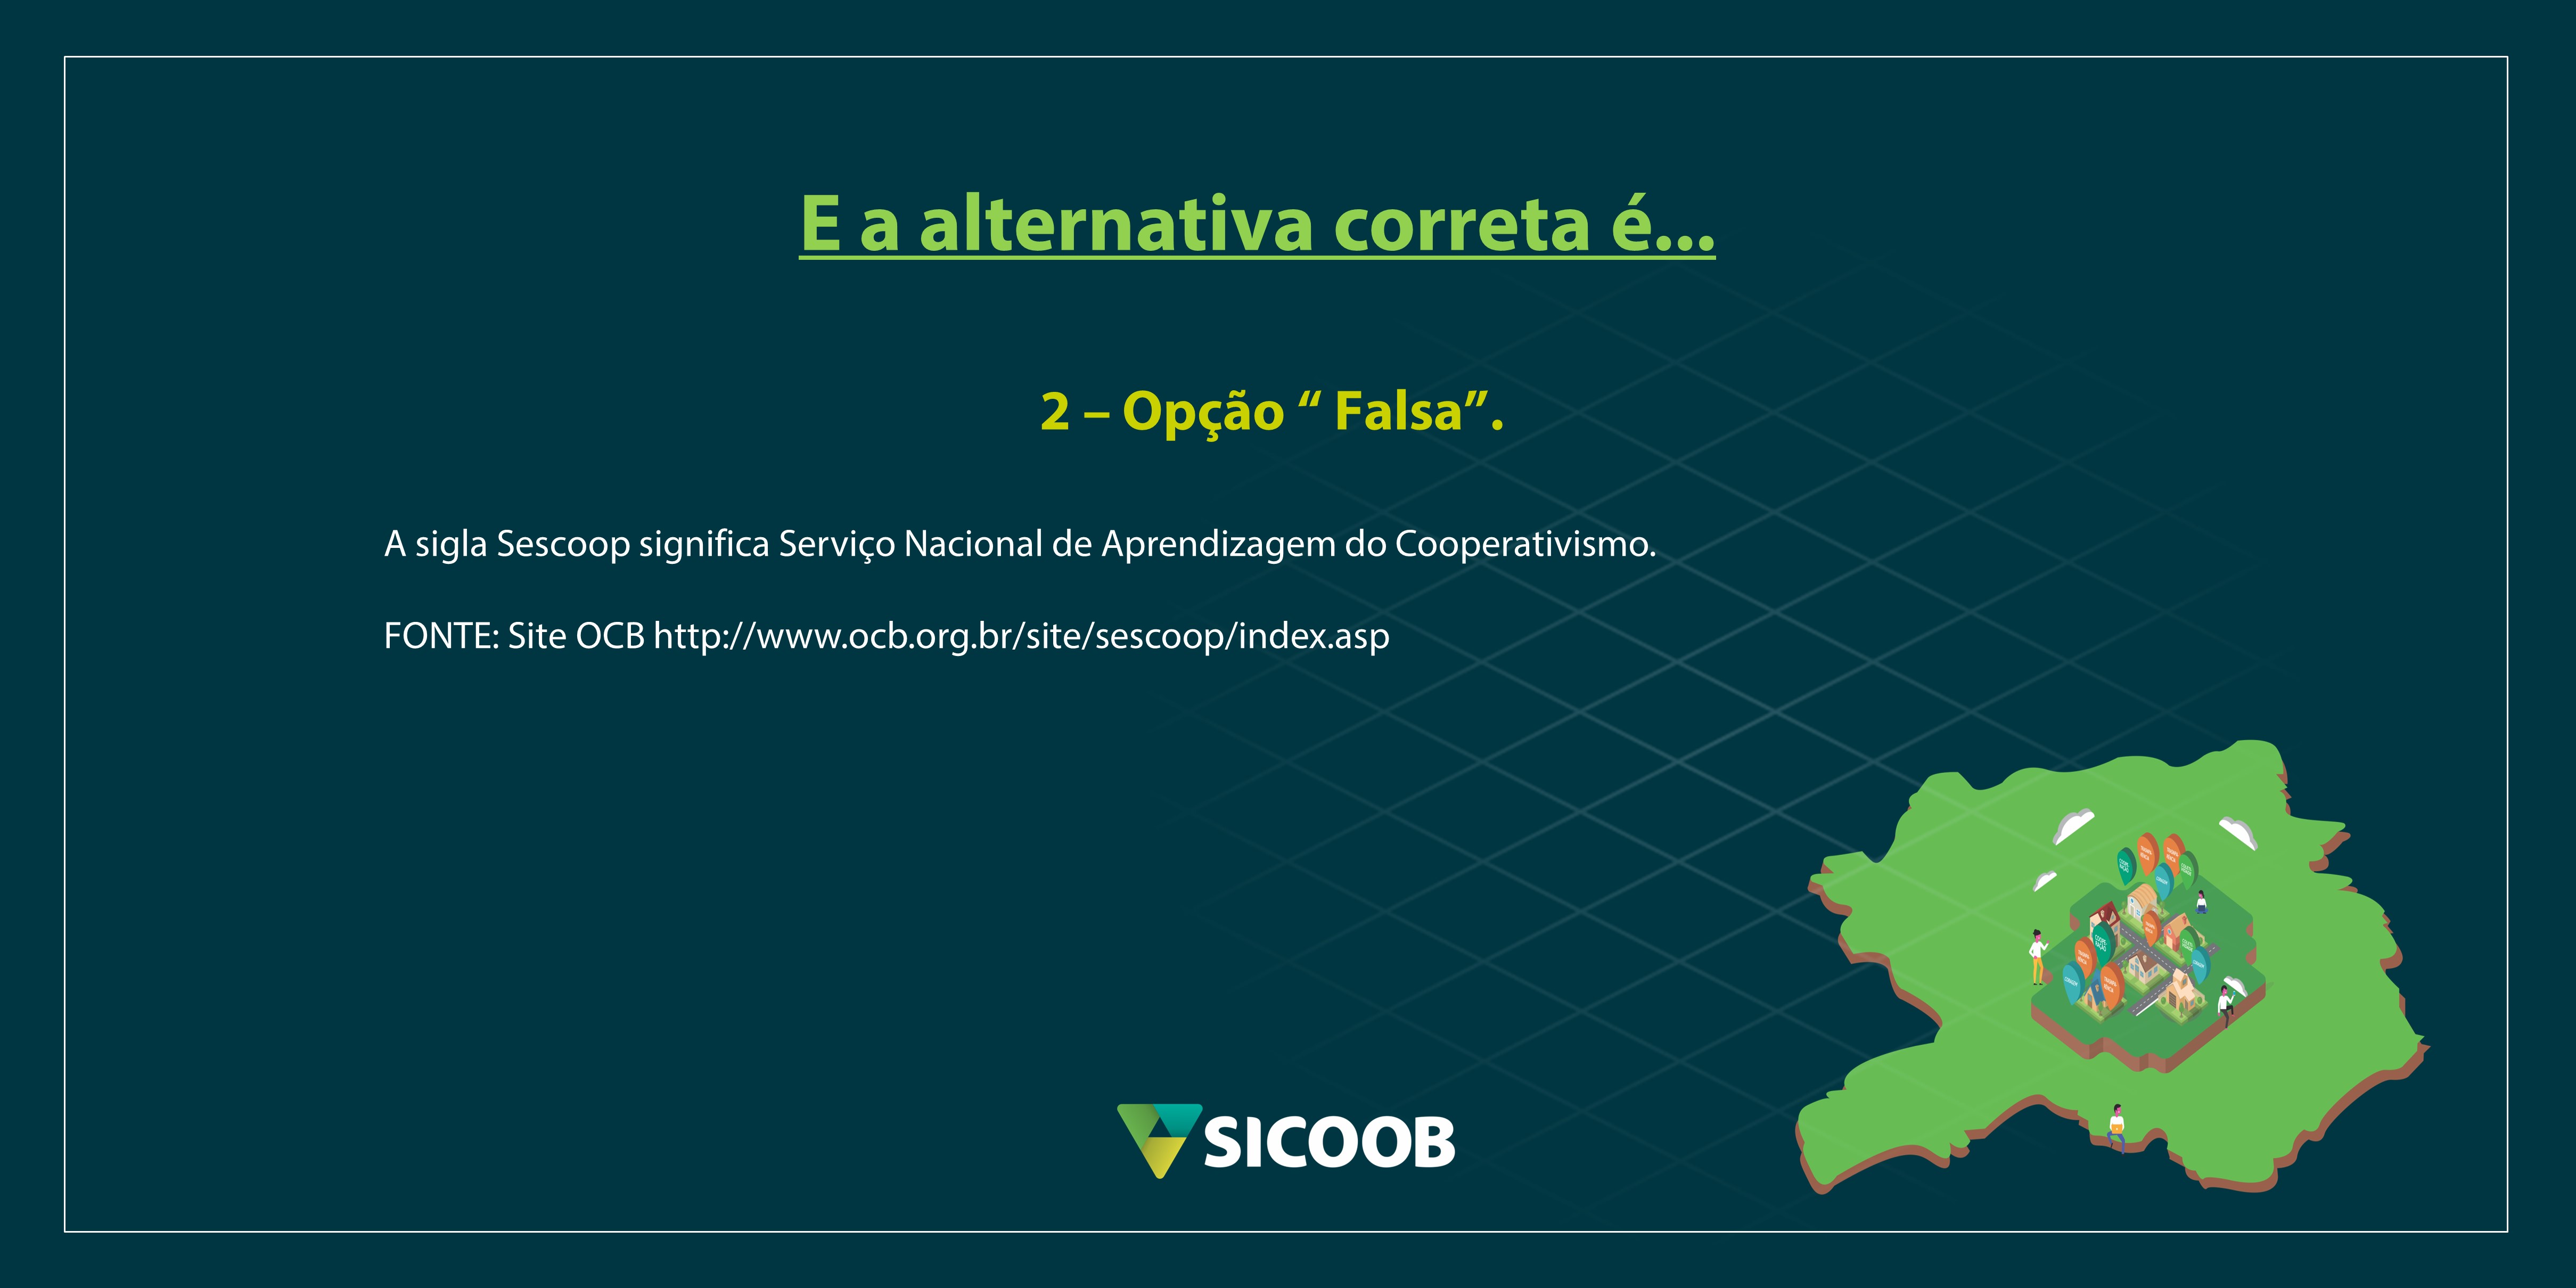 E a alternativa correta é...
2 – Opção “ Falsa”.
A sigla Sescoop significa Serviço Nacional de Aprendizagem do Cooperativismo.
FONTE: Site OCB http://www.ocb.org.br/site/sescoop/index.asp
SICOOB